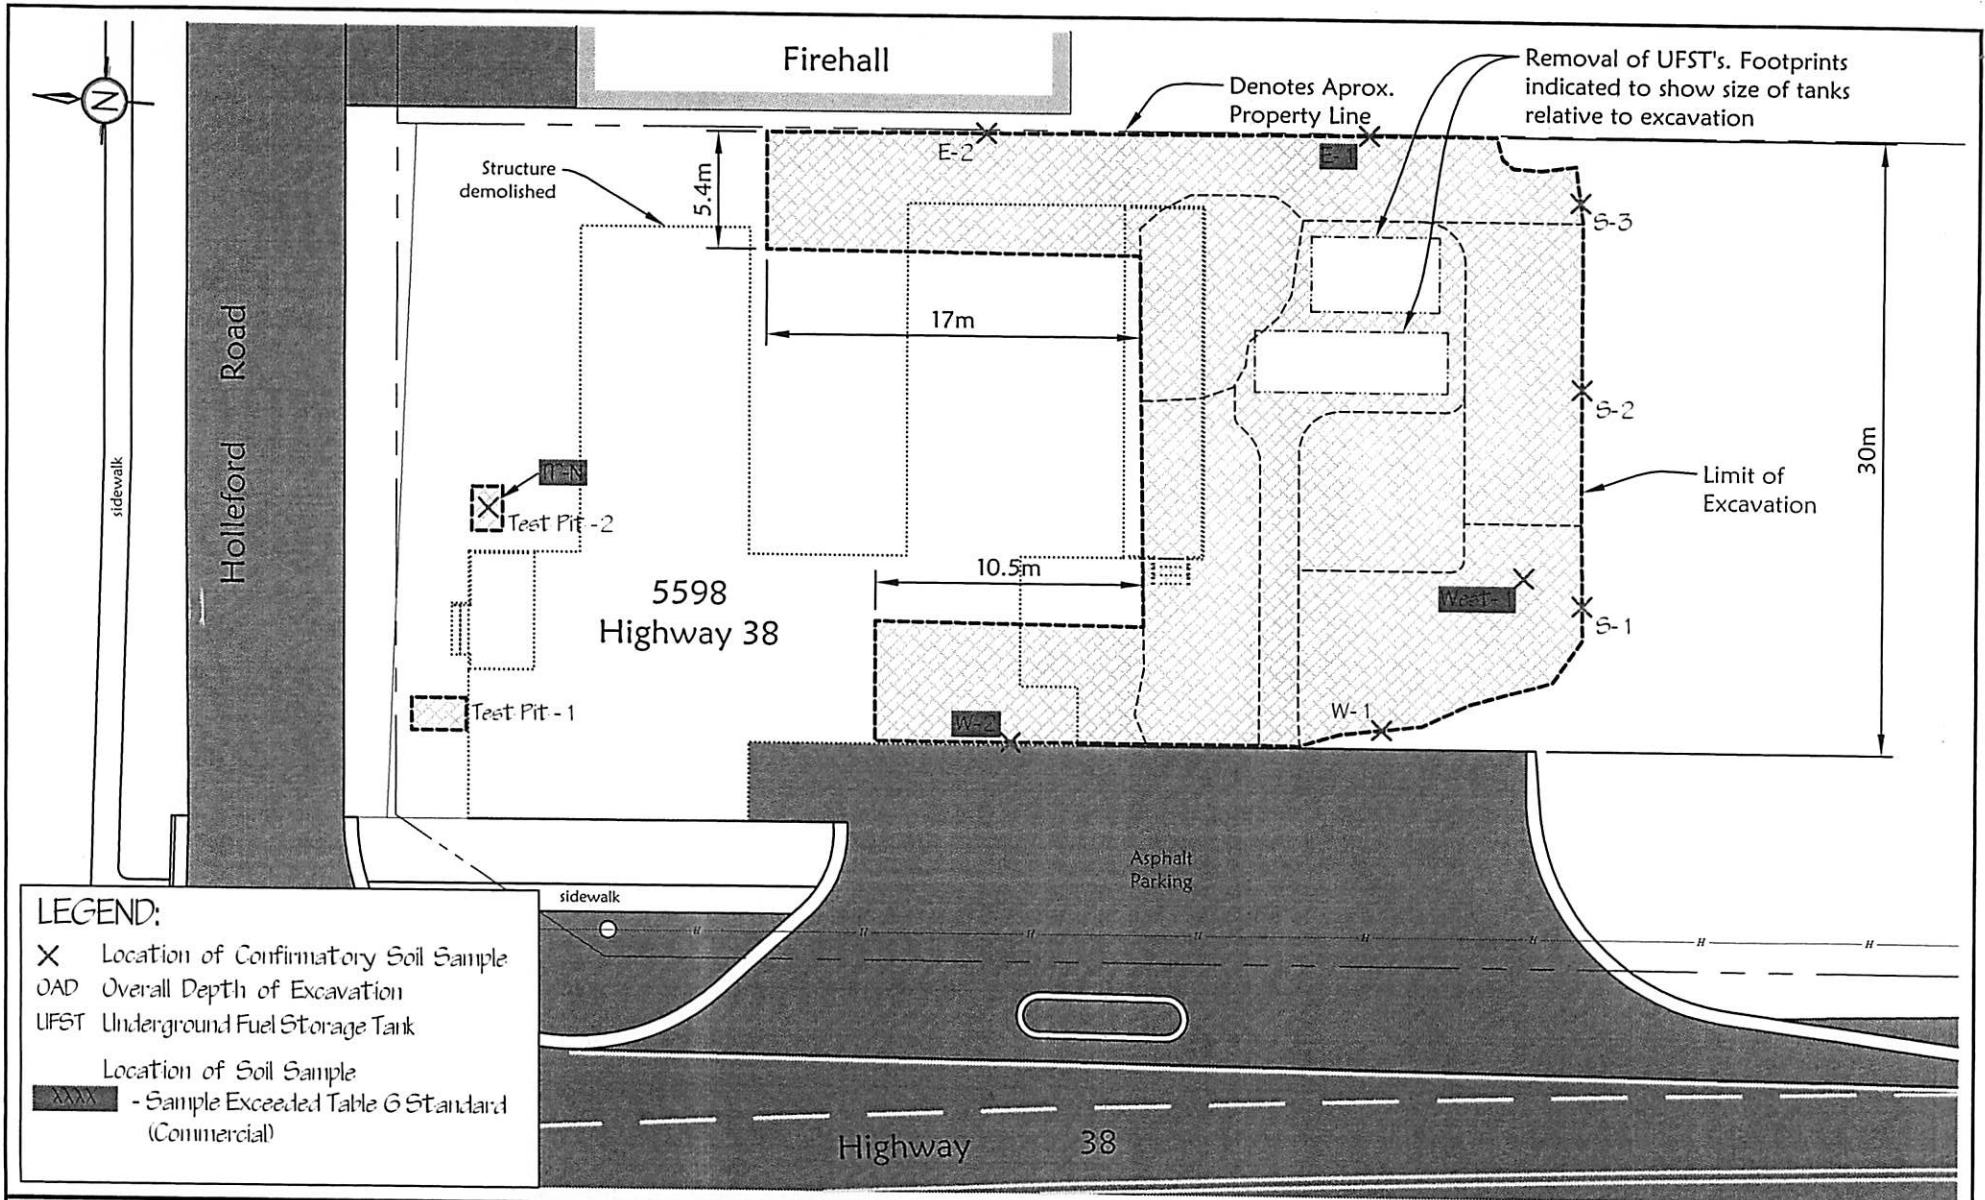 Firehall
Removal of UFST's. Footprints
indicated to show size of tanks
relative to excavation
Denotes Aprox.
Property Line
N
E-2
E-1
Structure
demolished
5.4m
S-3
17m
Holleford Road
sidewalk
S-2
30m
Limit of
Excavation
Test Pit -2
10.5m
5598
Highway 38
West-1
S-1
Test Pit -1
W-2
W-1
Asphalt
Parking
sidewalk
H H H H H H H H
LEGEND:
X Location of Confirmatory Soil Sample
OAD Overall Depth of Excavation
UFST Underground Fuel Storage Tank
Location of Soil Sample
XXXX - Sample Exceeded Table 6 Standard
(Commercial)
Highway 38